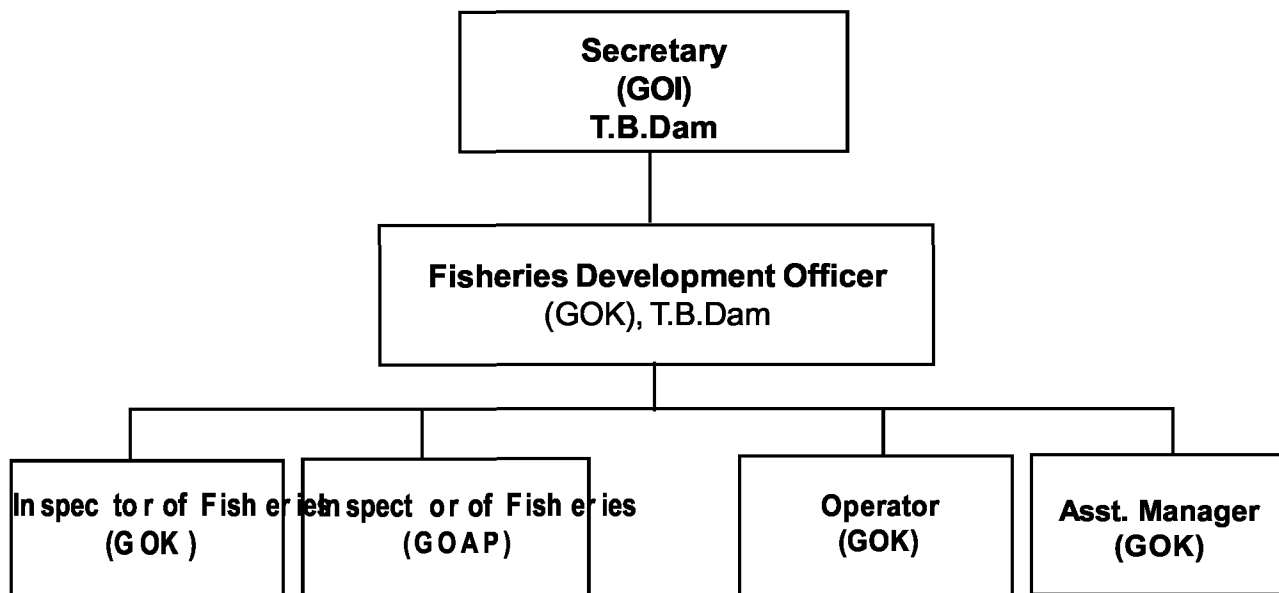 Secretary
(GOI)
T.B.Dam
Fisheries Development Officer
(GOK), T.B.Dam
Inspector of Fisheries
(GOK)
Inspector of Fisheries
(GOAP)
Operator
(GOK)
Asst. Manager
(GOK)